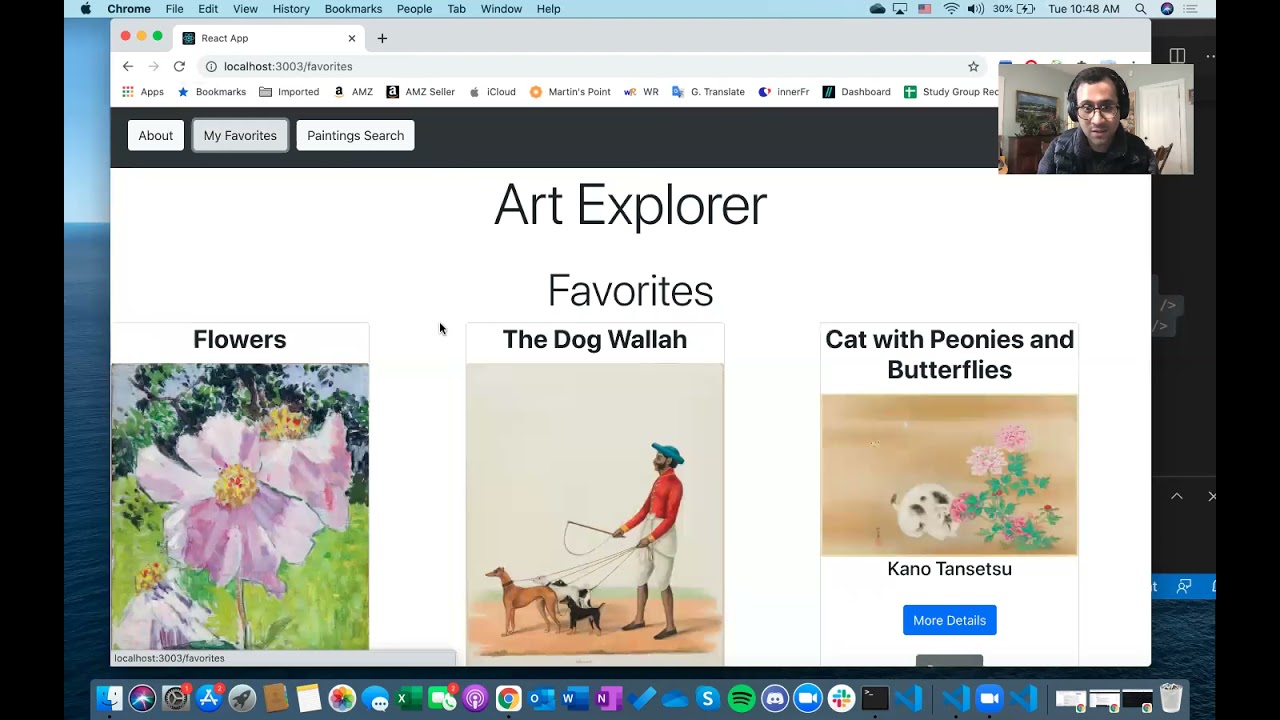 Chrome File Edit View History Bookmarks People Tab Window Help 30% Tue 10:48 AM
React App
localhost:3003/favorites
Apps Bookmarks Imported AMZ AMZ Seller iCloud Martin's Point WR innerFr G. Translate Dashboard Study Group Rec
About My Favorites Paintings Search
Art Explorer
Favorites
Flowers The Dog Wallah Cat with Peonies and
Butterflies
/>
/>
Kano Tansetsu
More Details
localhost:3003/favorites